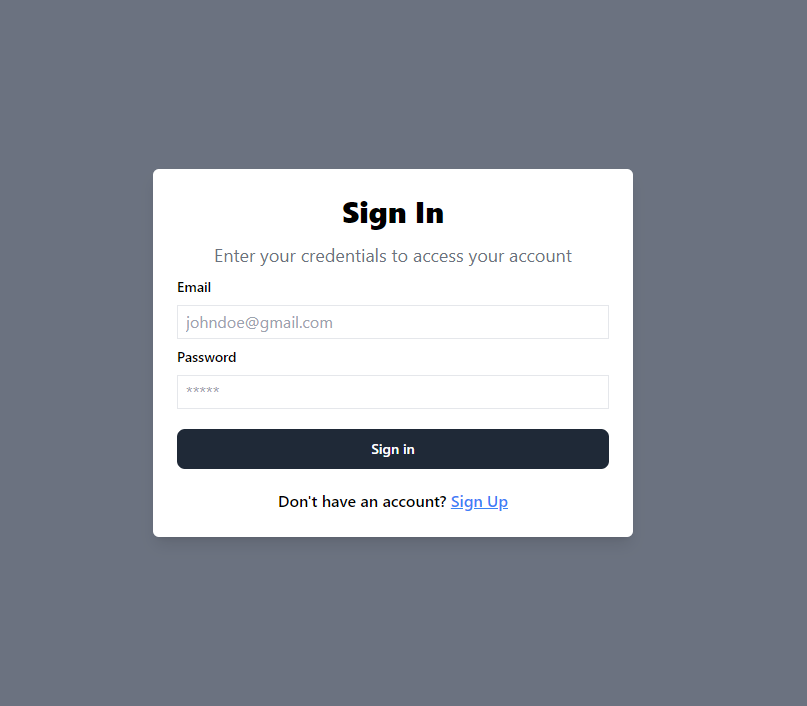 Sign In
Enter your credentials to access your account
Email
johndoe@gmail.com
Password
*****
Sign in
Don't have an account? Sign Up